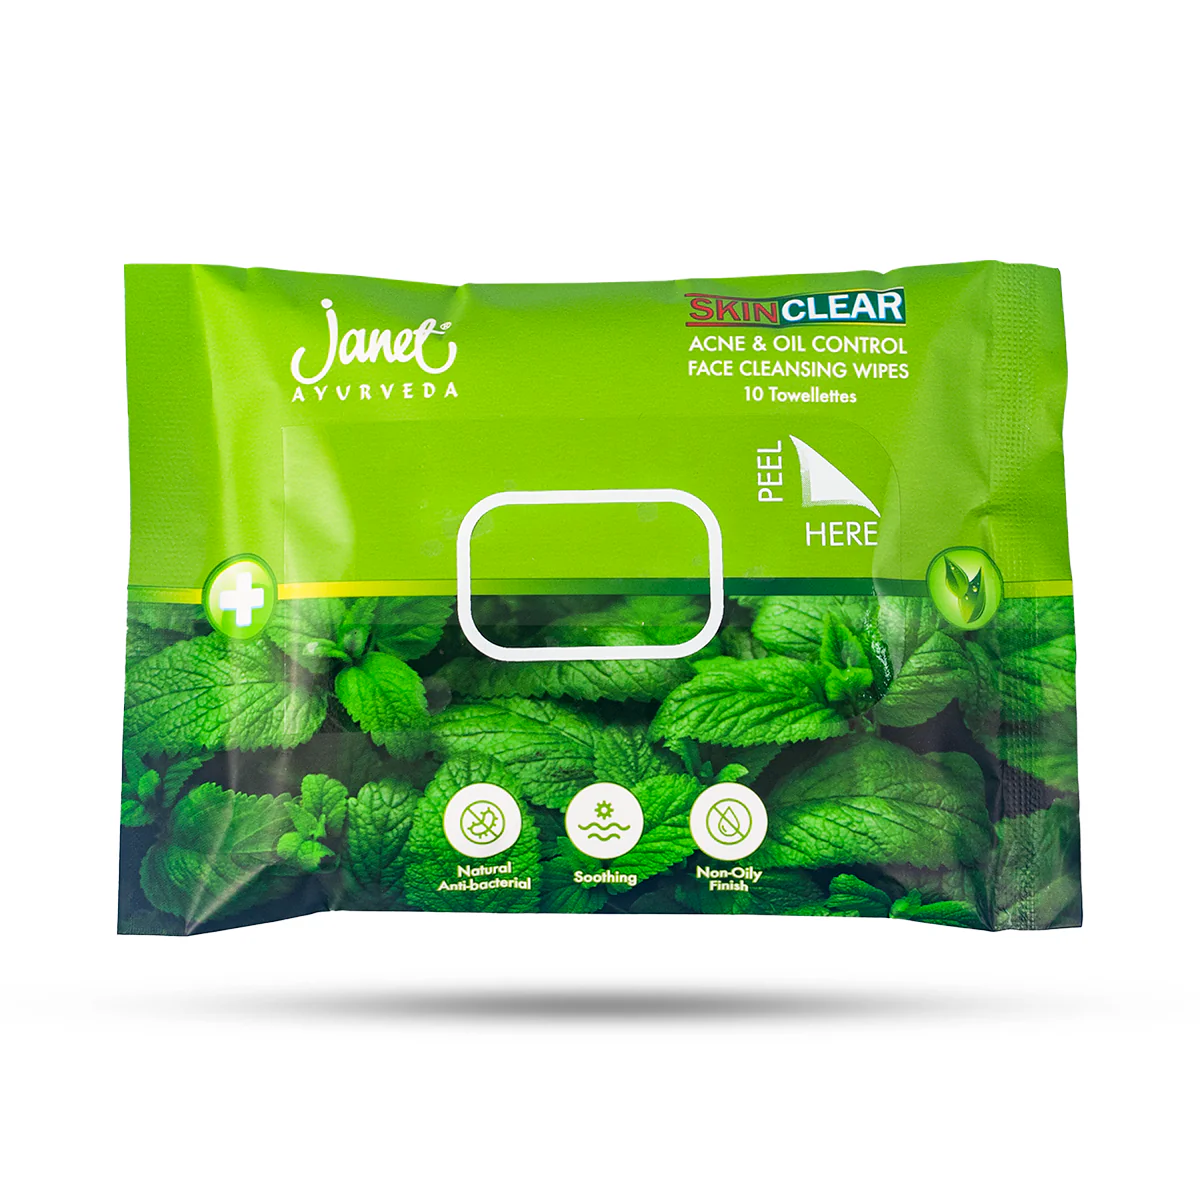 Janet®
AYURVEDA
SKINCLEAR
ACNE & OIL CONTROL
FACE CLEANSING WIPES
10 Towellettes
PEEL
HERE
Natural
Anti-bacterial
Soothing
Non-Oily
Finish